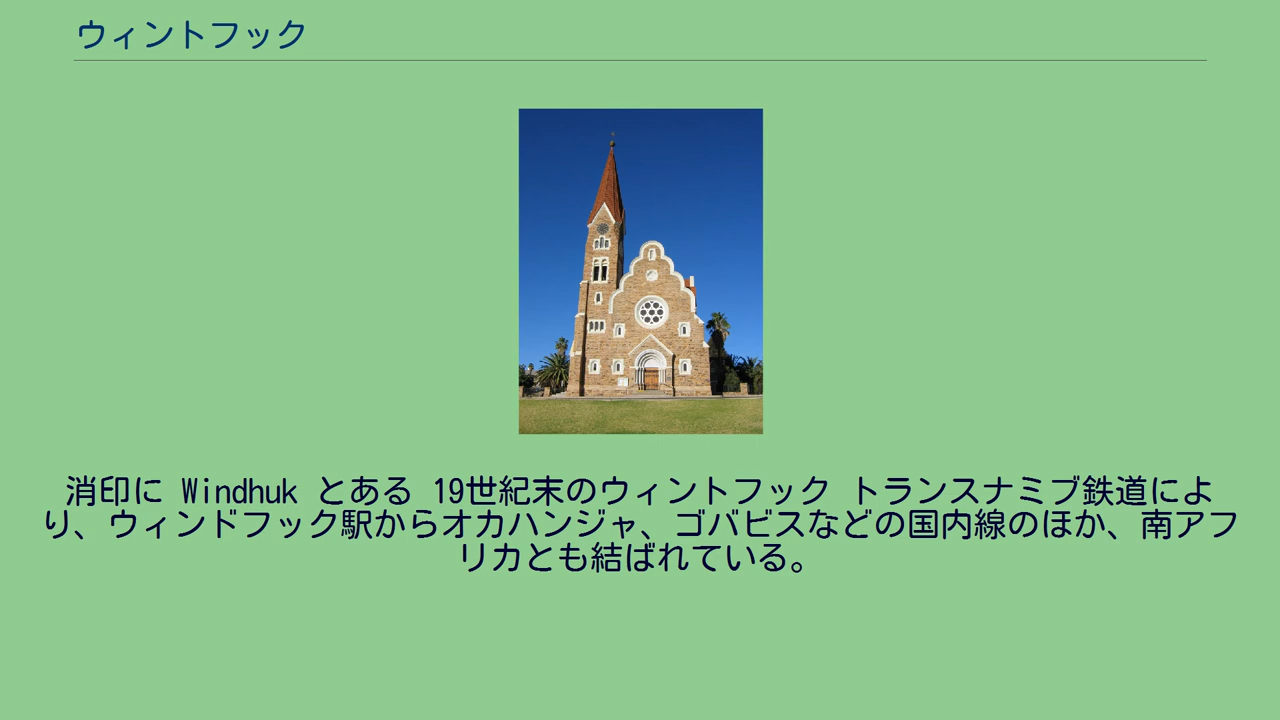 ウィントフック
消印に Windhuk とある 19世紀末のウィントフック トランスナミブ鉄道によ
り、ウィンドフック駅からオカハンジャ、ゴバビスなどの国内線のほか、南アフ
リカとも結ばれている。